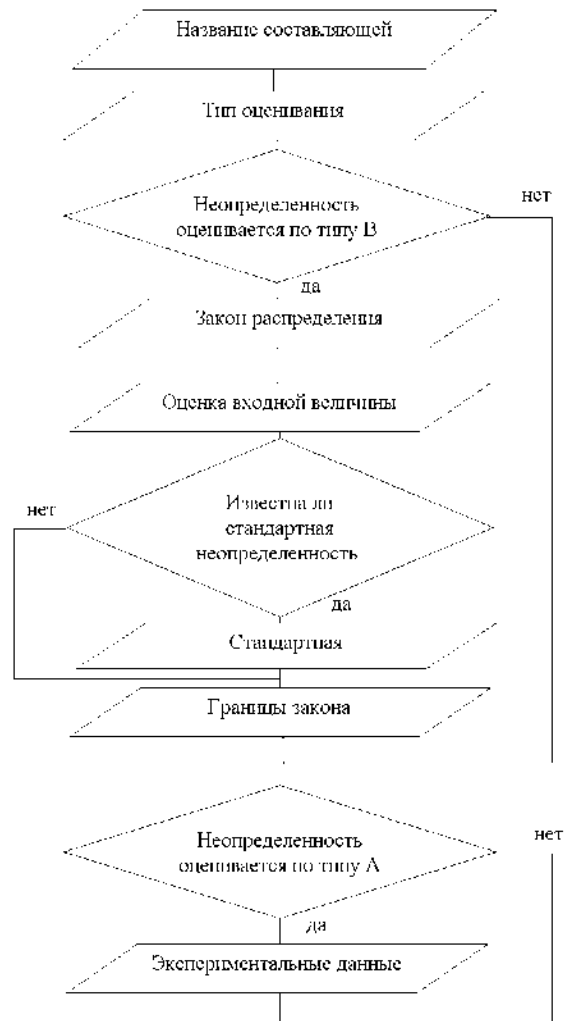 Название составляющей
Тип оценивания
Неопределенность
оценивается по типу В
нет
да
Закон распределения
Оценка входной величины
Известна ли
стандартная
неопределенность
нет
да
Стандартная
Границы закона
Неопределенность
оценивается по типу А
нет
да
Экспериментальные данные